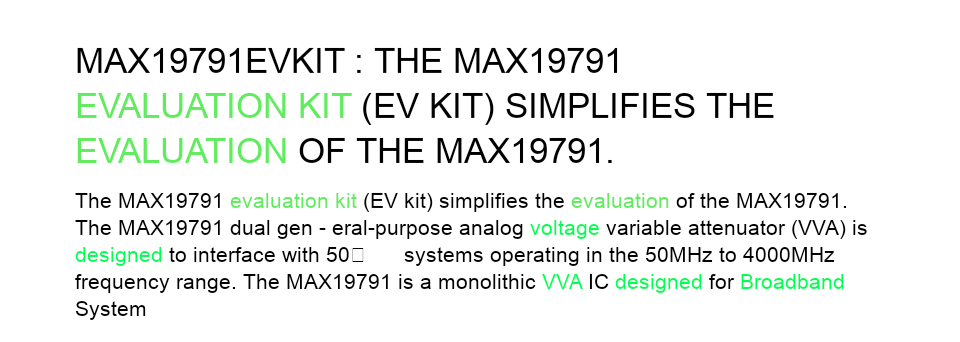 MAX19791EVKIT : THE MAX19791
EVALUATION KIT (EV KIT) SIMPLIFIES THE
EVALUATION OF THE MAX19791.
The MAX19791 evaluation kit (EV kit) simplifies the evaluation of the MAX19791.
The MAX19791 dual gen - eral-purpose analog voltage variable attenuator (VVA) is
designed to interface with 50 systems operating in the 50MHz to 4000MHz
frequency range. The MAX19791 is a monolithic VVA IC designed for Broadband
System